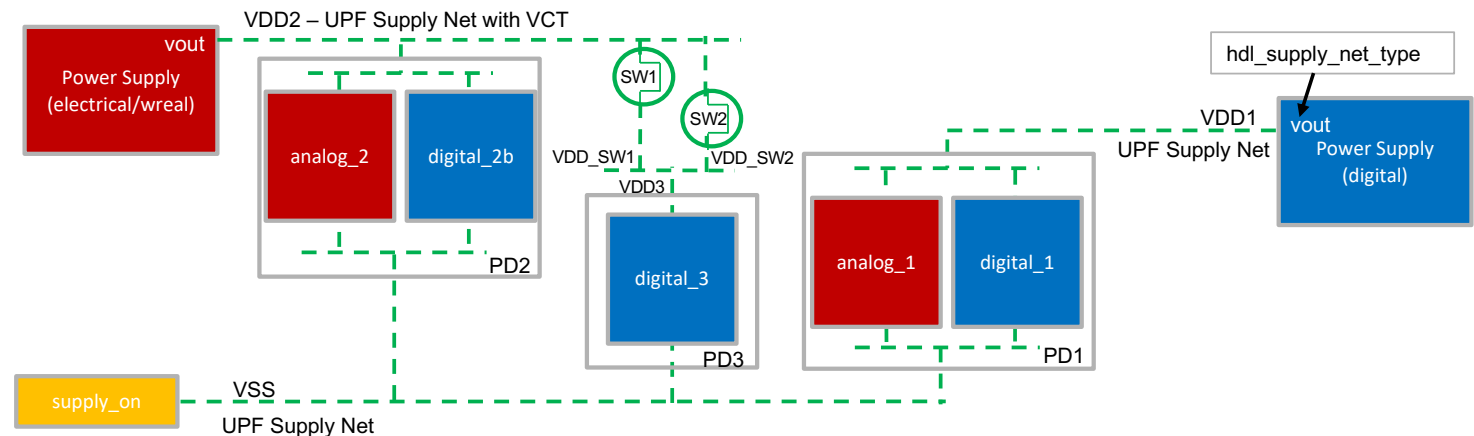 VDD2 – UPF Supply Net with VCT
vout
Power Supply
(electrical/wreal)
SW1
SW2
hdl_supply_net_type
VDD1
UPF Supply Net
vout
Power Supply
(digital)
analog_2
digital_2b
VDD_SW1
VDD_SW2
VDD3
PD2
digital_3
PD3
analog_1
digital_1
PD1
supply_on
VSS
UPF Supply Net